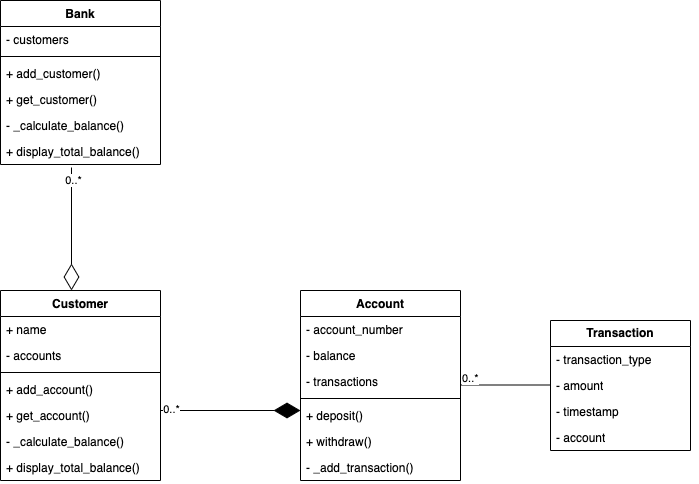 Bank
- customers
+ add_customer()
+ get_customer()
- _calculate_balance()
+ display_total_balance()
0..*
Customer
+ name
- accounts
+ add_account()
+ get_account()
- _calculate_balance()
+ display_total_balance()
0..*
Account
- account_number
- balance
- transactions
+ deposit()
+ withdraw()
- _add_transaction()
0..*
Transaction
- transaction_type
- amount
- timestamp
- account